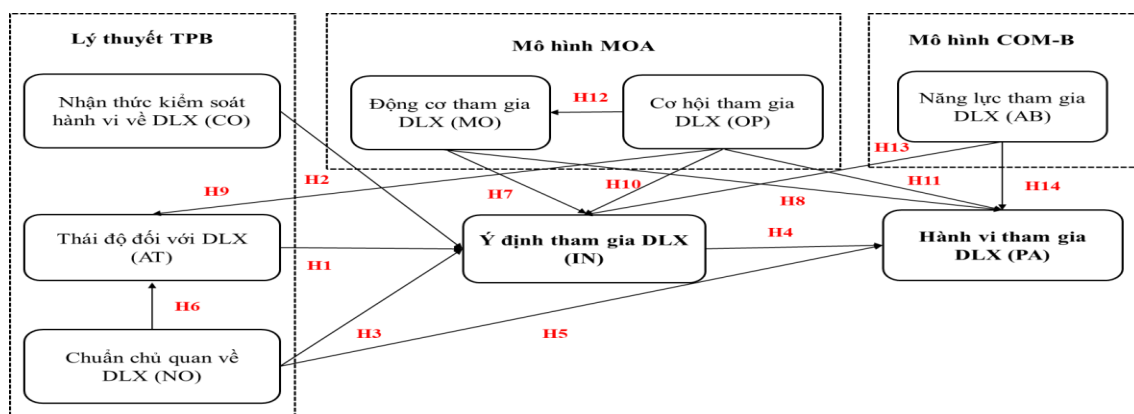 Lý thuyết TPB
Mô hình MOA
Mô hình COM-B
Nhận thức kiểm soát
hành vi về DLX (CO)
Động cơ tham gia
DLX (MO)
H12
Cơ hội tham gia
DLX (OP)
Năng lực tham gia
DLX (AB)
H13
H9
H2
H7
H10
H8
H11
H14
Thái độ đối với DLX
(AT)
H1
Ý định tham gia DLX
(IN)
H4
Hành vi tham gia
DLX (PA)
H6
H3
H5
Chuẩn chủ quan về
DLX (NO)